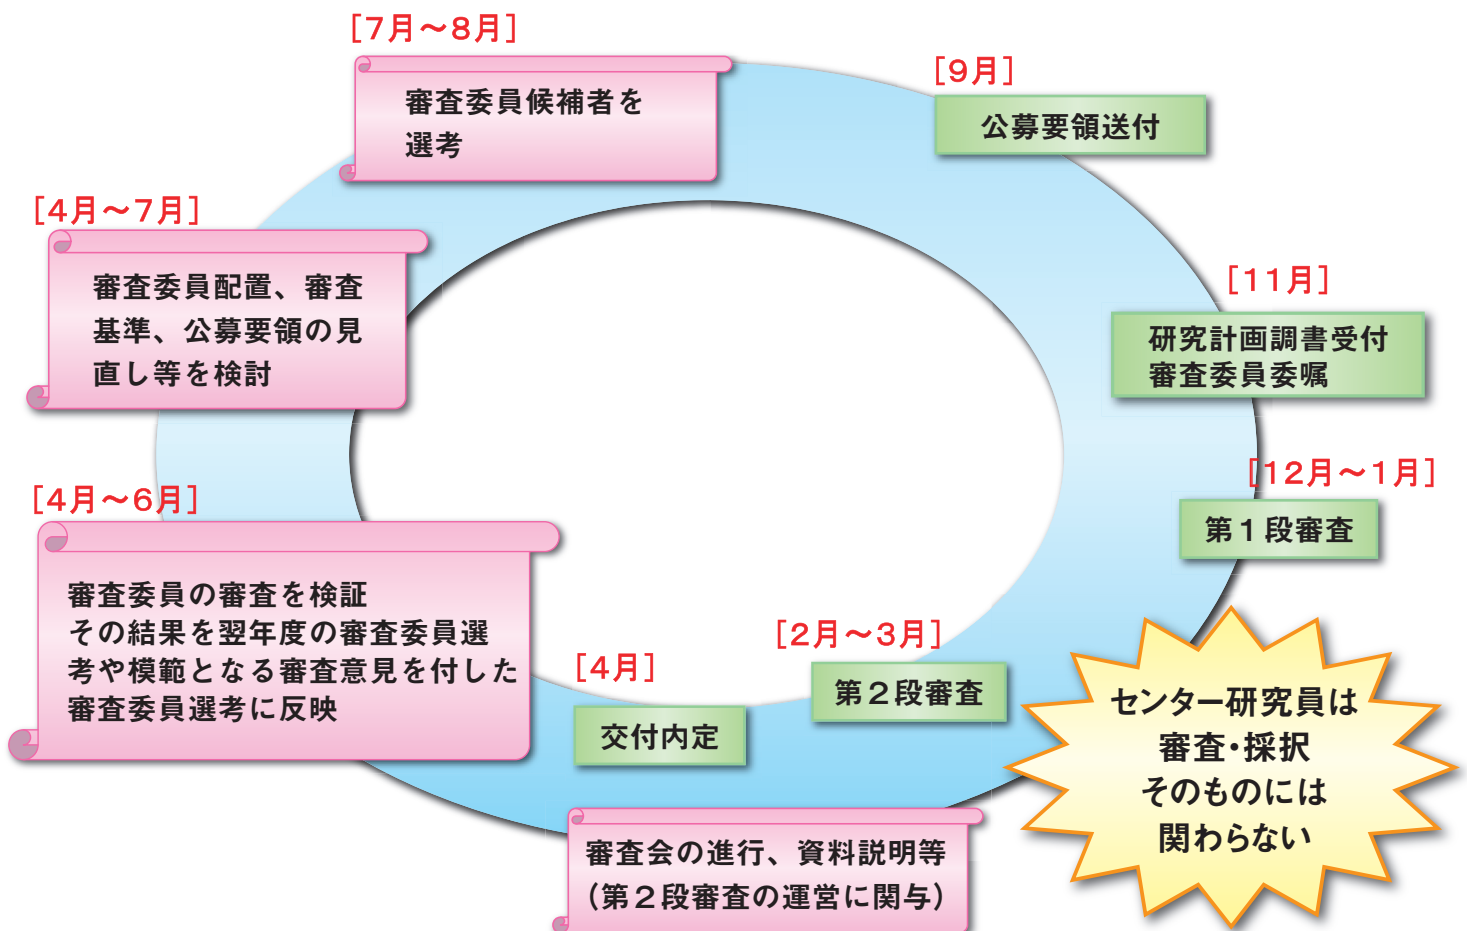 [7月～8月]
審査委員候補者を
選考
[9月]
公募要領送付
[4月～7月]
審査委員配置、審査
基準、公募要領の見
直し等を検討
[11月]
研究計画調書受付
審査委員委嘱
[12月～1月]
第1段審査
[4月～6月]
審査委員の審査を検証
その結果を翌年度の審査委員選
考や模範となる審査意見を付した
審査委員選考に反映
[2月～3月]
第2段審査
[4月]
交付内定
センター研究員は
審査・採択
そのものには
関わらない
審査会の進行、資料説明等
（第2段審査の運営に関与）